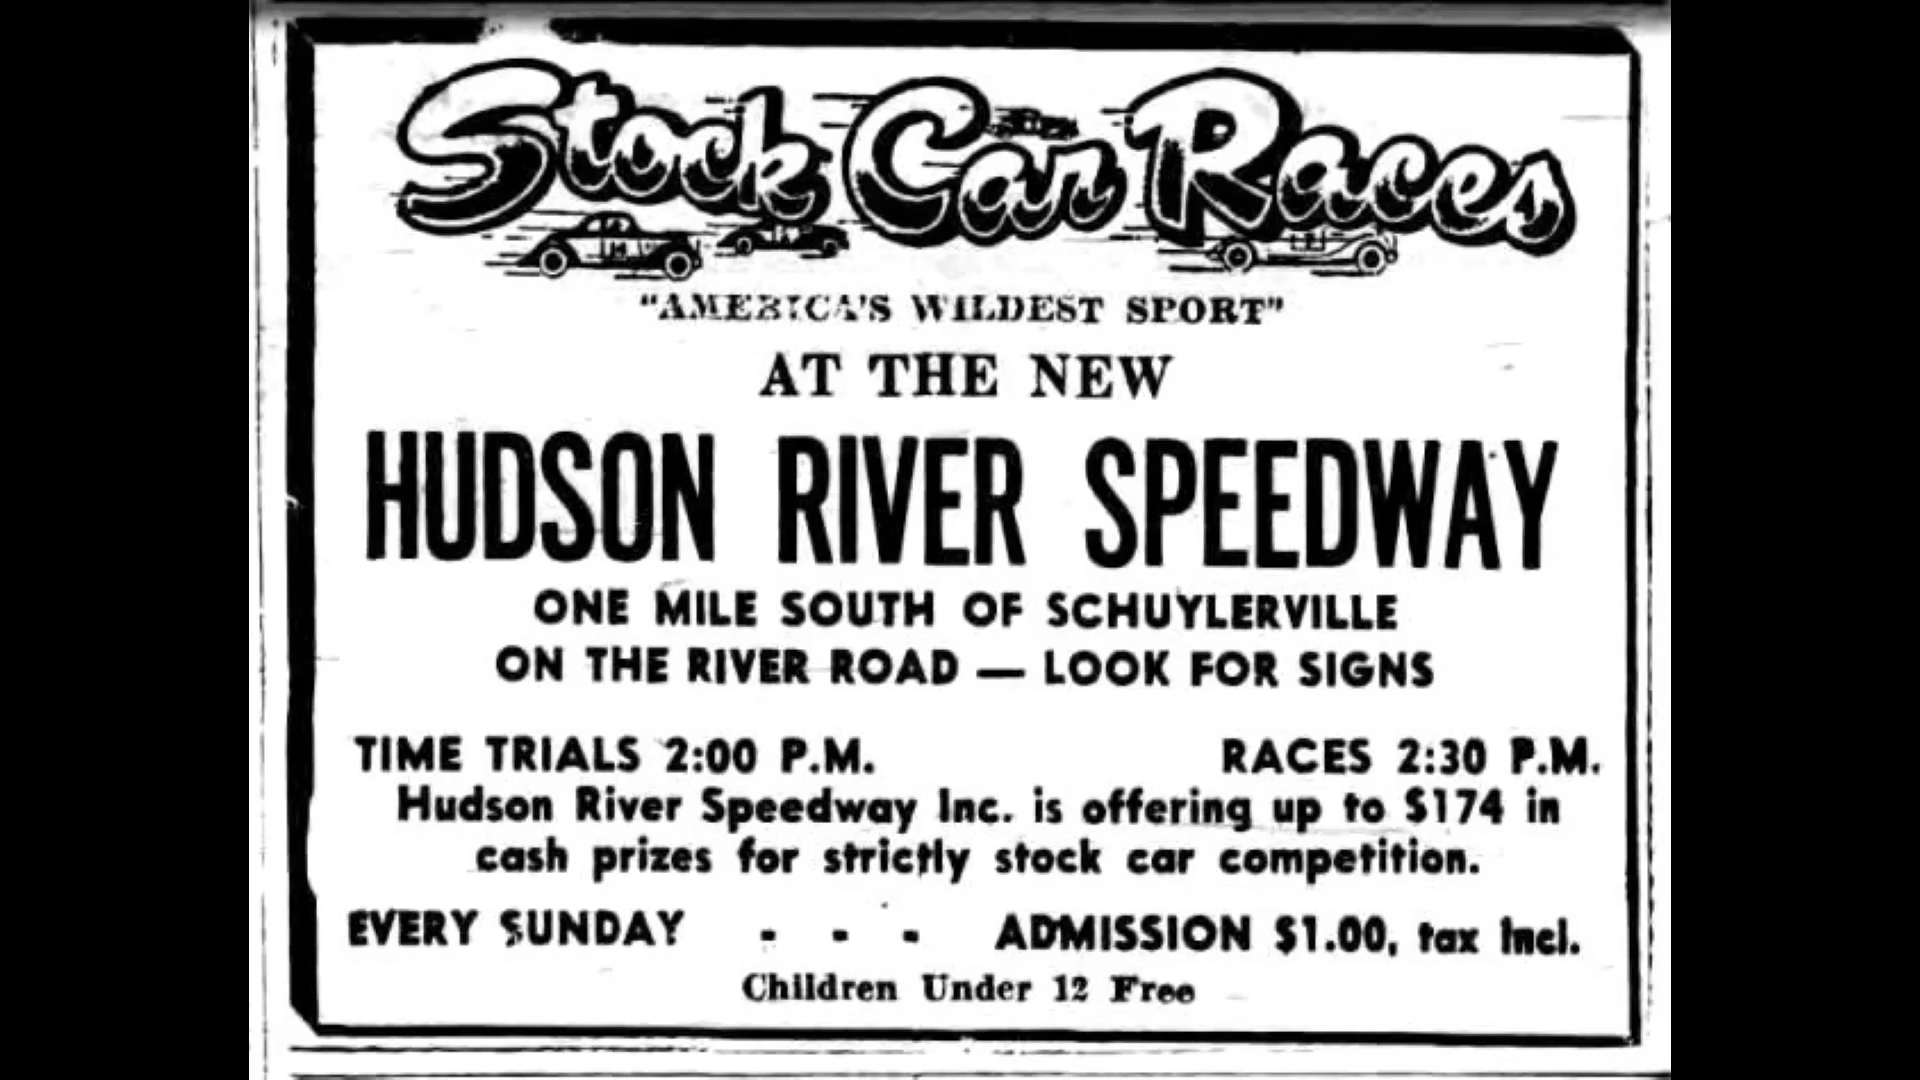 Stock Car Races
"AMERICA'S WILDEST SPORT"
AT THE NEW
HUDSON RIVER SPEEDWAY
ONE MILE SOUTH OF SCHUYLERVILLE
ON THE RIVER ROAD — LOOK FOR SIGNS
TIME TRIALS 2:00 P.M. RACES 2:30 P.M.
Hudson River Speedway Inc. is offering up to $174 in
cash prizes for strictly stock car competition.
EVERY SUNDAY - - - ADMISSION $1.00, tax Incl.
Children Under 12 Free